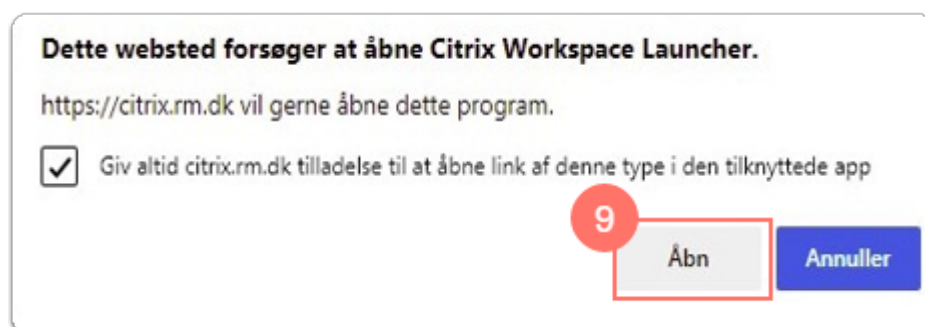 Dette websted forsøger at åbne Citrix Workspace Launcher.
https://citrix.rm.dk vil gerne åbne dette program.
Giv altid citrix.rm.dk tilladelse til at åbne link af denne type i den tilknyttede app
9
Åbn Annuller